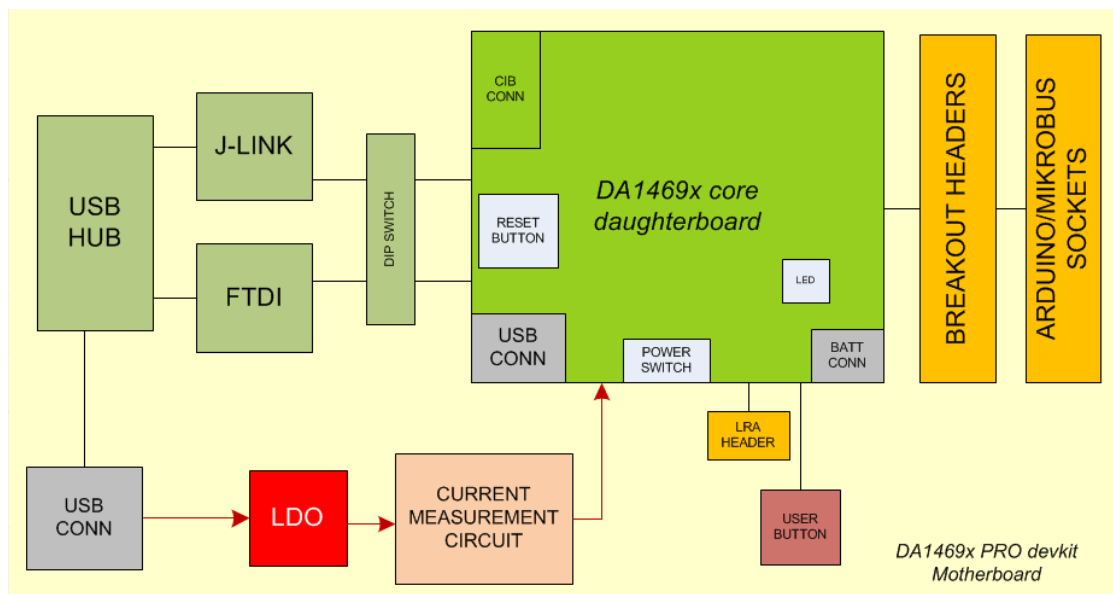 CIB
CONN
J-LINK
USB
HUB
DIP SWITCH
DA1469x core
daughterboard
RESET
BUTTON
FTDI
LED
USB
CONN
POWER
SWITCH
BATT
CONN
BREAKOUT HEADERS
ARDUINO/MIKROBUS
SOCKETS
LRA
HEADER
USB
CONN
LDO
CURRENT
MEASUREMENT
CIRCUIT
USER
BUTTON
DA1469x PRO devkit
Motherboard